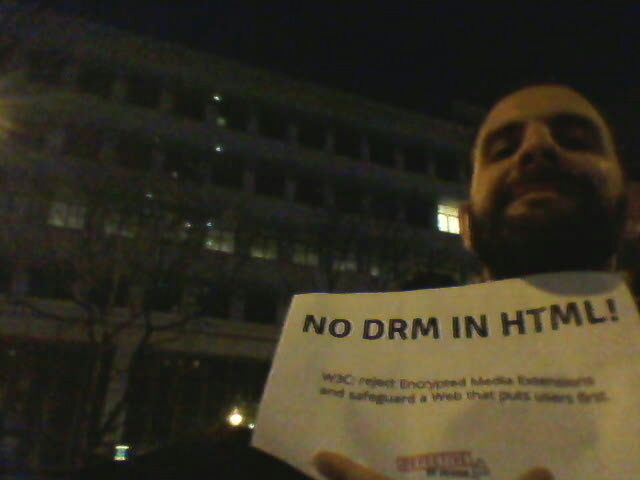 NO DRM IN HTML!
W3C: reject Encrypted Media Extensions
and safeguard a Web that puts users first.